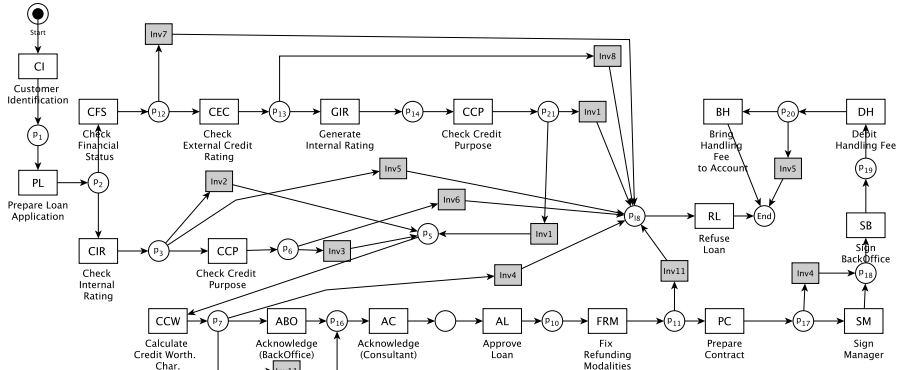 Start
CI
Customer
Identification
p1
PL
Prepare Loan
Application
p2
Inv7
Inv8
CFS
Check
Financial
Status
p12
CEC
Check
External Credit
Rating
p13
GIR
Generate
Internal Rating
p14
CCP
Check Credit
Purpose
p21
Inv1
BH
Bring
Handling
Fee
to Account
p20
DH
Debit
Handling Fee
Inv5
p19
Inv2
Inv5
Inv6
CIR
Check
Internal
Rating
p3
CCP
Check Credit
Purpose
p6
Inv3
p5
Inv1
p18
RL
Refuse
Loan
End
SB
Sign
BackOffice
Inv4
Inv11
Inv4
p18
CCW
Calculate
Credit Worth.
Char.
p7
ABO
Acknowledge
(BackOffice)
p16
AC
Acknowledge
(Consultant)
AL
Approve
Loan
p10
FRM
Fix
Refunding
Modalities
p11
PC
Prepare
Contract
p17
SM
Sign
Manager